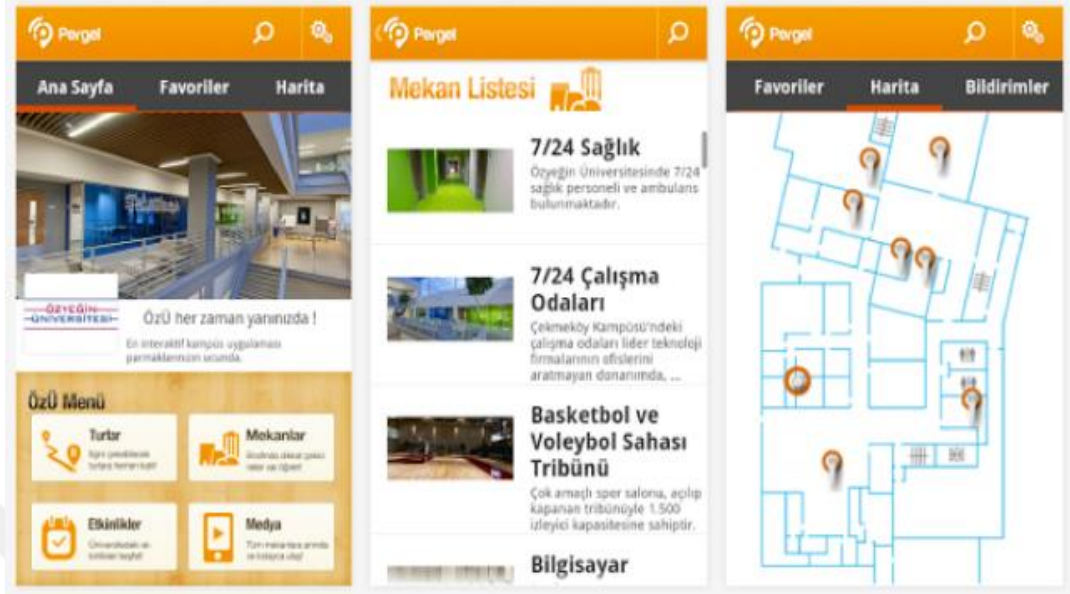 Pergel
Ana Sayfa Favoriler Harita
ÖZYEĞİN
ÜNİVERSİTESİ
ÖzÜ her zaman yanınızda !
En interaktif kampüs uygulaması
parmaklarınızın ucunda.
ÖzÜ Menü
Turlar
Mekanlar
Etkinlikler
Medya
Pergel
Mekan Listesi
7/24 Sağlık
Özyeğin Üniversitesinde 7/24
sağlık personeli ve ambulans
bulunmaktadır.
7/24 Çalışma
Odaları
Çekmeköy Kampüsü'ndeki
çalışma odaları lider teknoloji
firmalarının ofislerini
aratmayan donanımda, ...
Basketbol ve
Voleybol Sahası
Tribünü
Çok amaçlı spor salonu, açılıp
kapanan tribünüyle 1.500
izleyici kapasitesine sahiptir.
Bilgisayar
Pergel
Favoriler Harita Bildirimler